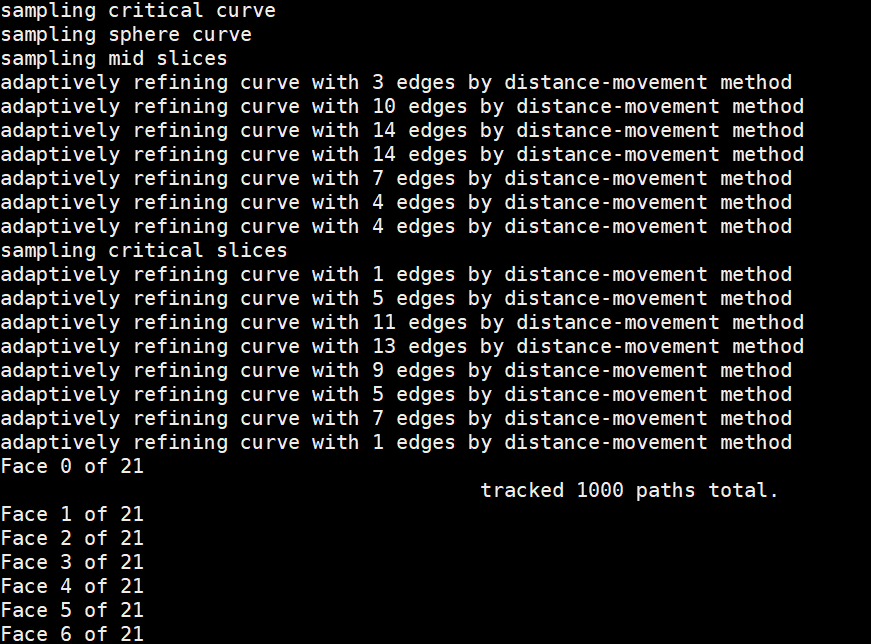 sampling critical curve
sampling sphere curve
sampling mid slices
adaptively refining curve with 3 edges by distance-movement method
adaptively refining curve with 10 edges by distance-movement method
adaptively refining curve with 14 edges by distance-movement method
adaptively refining curve with 14 edges by distance-movement method
adaptively refining curve with 7 edges by distance-movement method
adaptively refining curve with 4 edges by distance-movement method
adaptively refining curve with 4 edges by distance-movement method
sampling critical slices
adaptively refining curve with 1 edges by distance-movement method
adaptively refining curve with 5 edges by distance-movement method
adaptively refining curve with 11 edges by distance-movement method
adaptively refining curve with 13 edges by distance-movement method
adaptively refining curve with 9 edges by distance-movement method
adaptively refining curve with 5 edges by distance-movement method
adaptively refining curve with 7 edges by distance-movement method
adaptively refining curve with 1 edges by distance-movement method
Face 0 of 21
tracked 1000 paths total.
Face 1 of 21
Face 2 of 21
Face 3 of 21
Face 4 of 21
Face 5 of 21
Face 6 of 21